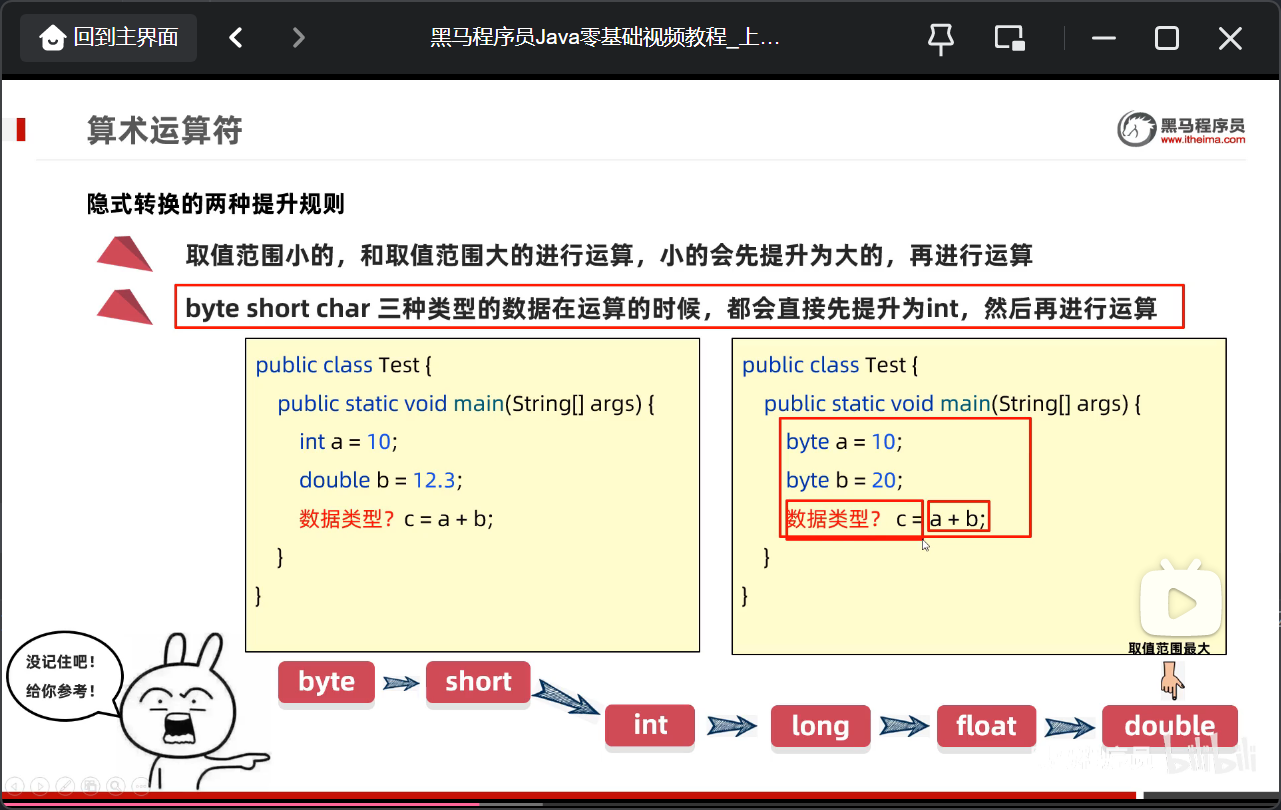 回到主界面
黑马程序员Java零基础视频教程_上...
算术运算符
黑马程序员
www.itheima.com
隐式转换的两种提升规则
取值范围小的，和取值范围大的进行运算，小的会先提升为大的，再进行运算
byte short char 三种类型的数据在运算的时候，都会直接先提升为int，然后再进行运算
public class Test {
public static void main(String[] args) {
int a = 10;
double b = 12.3;
数据类型？ c = a + b;
}
}
public class Test {
public static void main(String[] args) {
byte a = 10;
byte b = 20;
数据类型？ c = a + b;
}
}
取值范围最大
没记住吧！
给你参考！
byte
short
int
long
float
double
bilibili